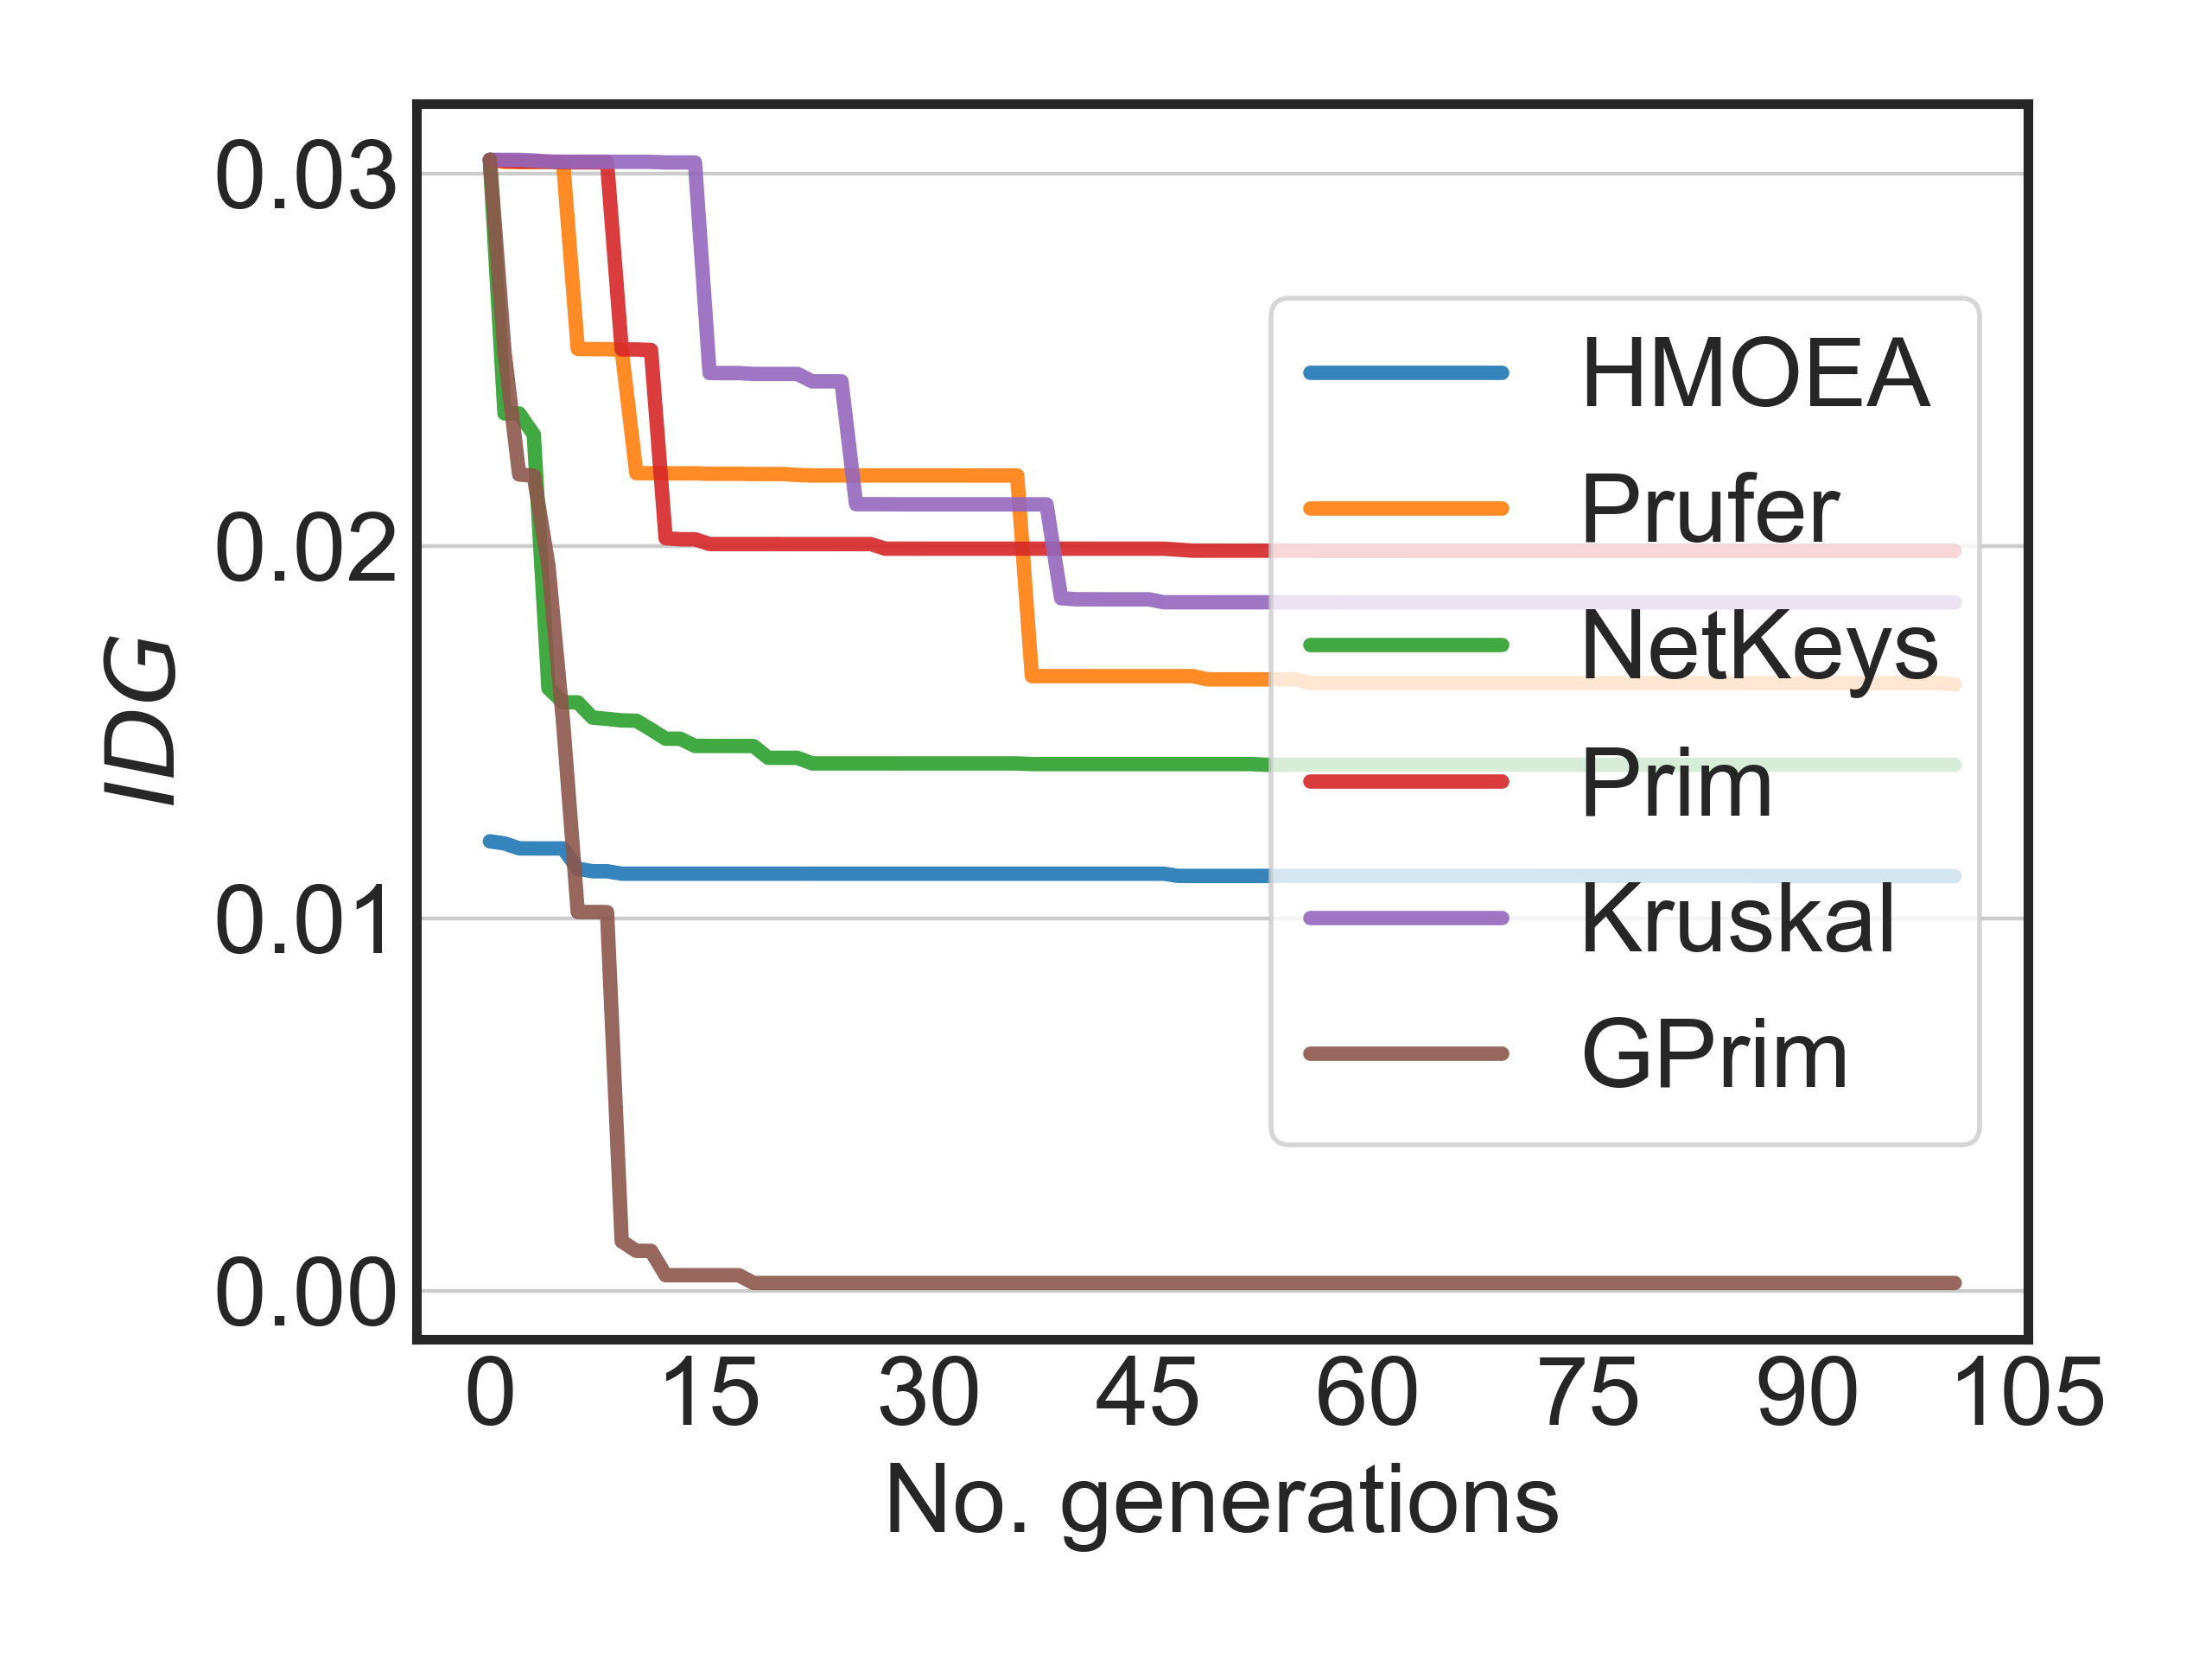 0.03
0.02
0.01
0.00
IDG
0 15 30 45 60 75 90 105
No. generations
HMOEA
Prufer
NetKeys
Prim
Kruskal
GPrim